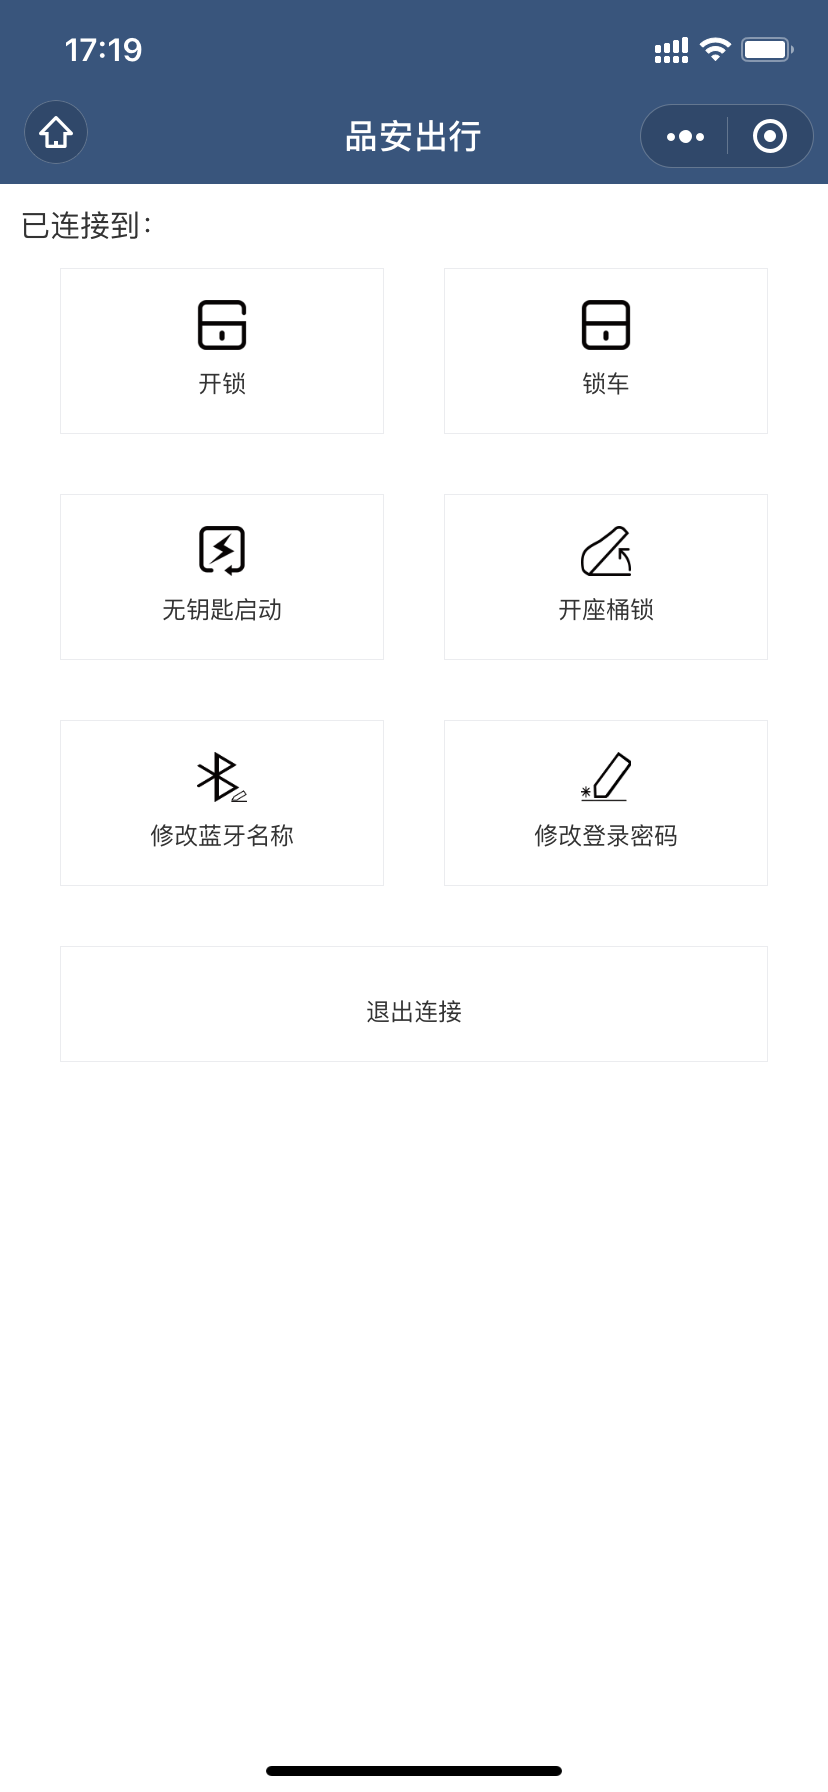 17:19
品安出行
已连接到：
开锁
锁车
无钥匙启动
开座桶锁
修改蓝牙名称
修改登录密码
退出连接